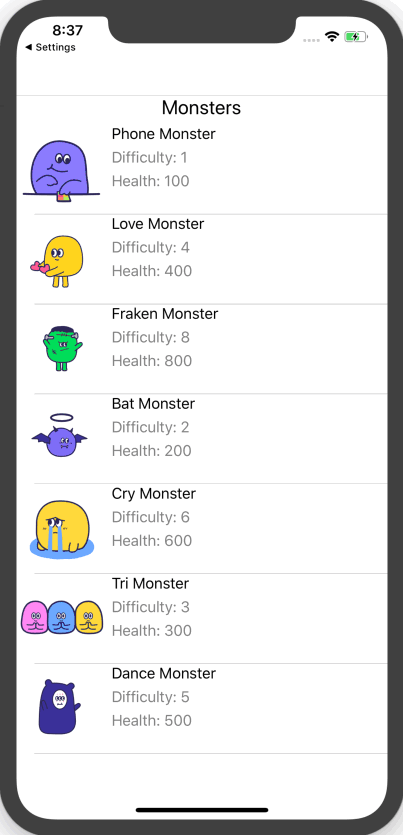 8:37
◀ Settings
Monsters
Phone Monster
Difficulty: 1
Health: 100
Love Monster
Difficulty: 4
Health: 400
Fraken Monster
Difficulty: 8
Health: 800
Bat Monster
Difficulty: 2
Health: 200
Cry Monster
Difficulty: 6
Health: 600
Tri Monster
Difficulty: 3
Health: 300
Dance Monster
Difficulty: 5
Health: 500